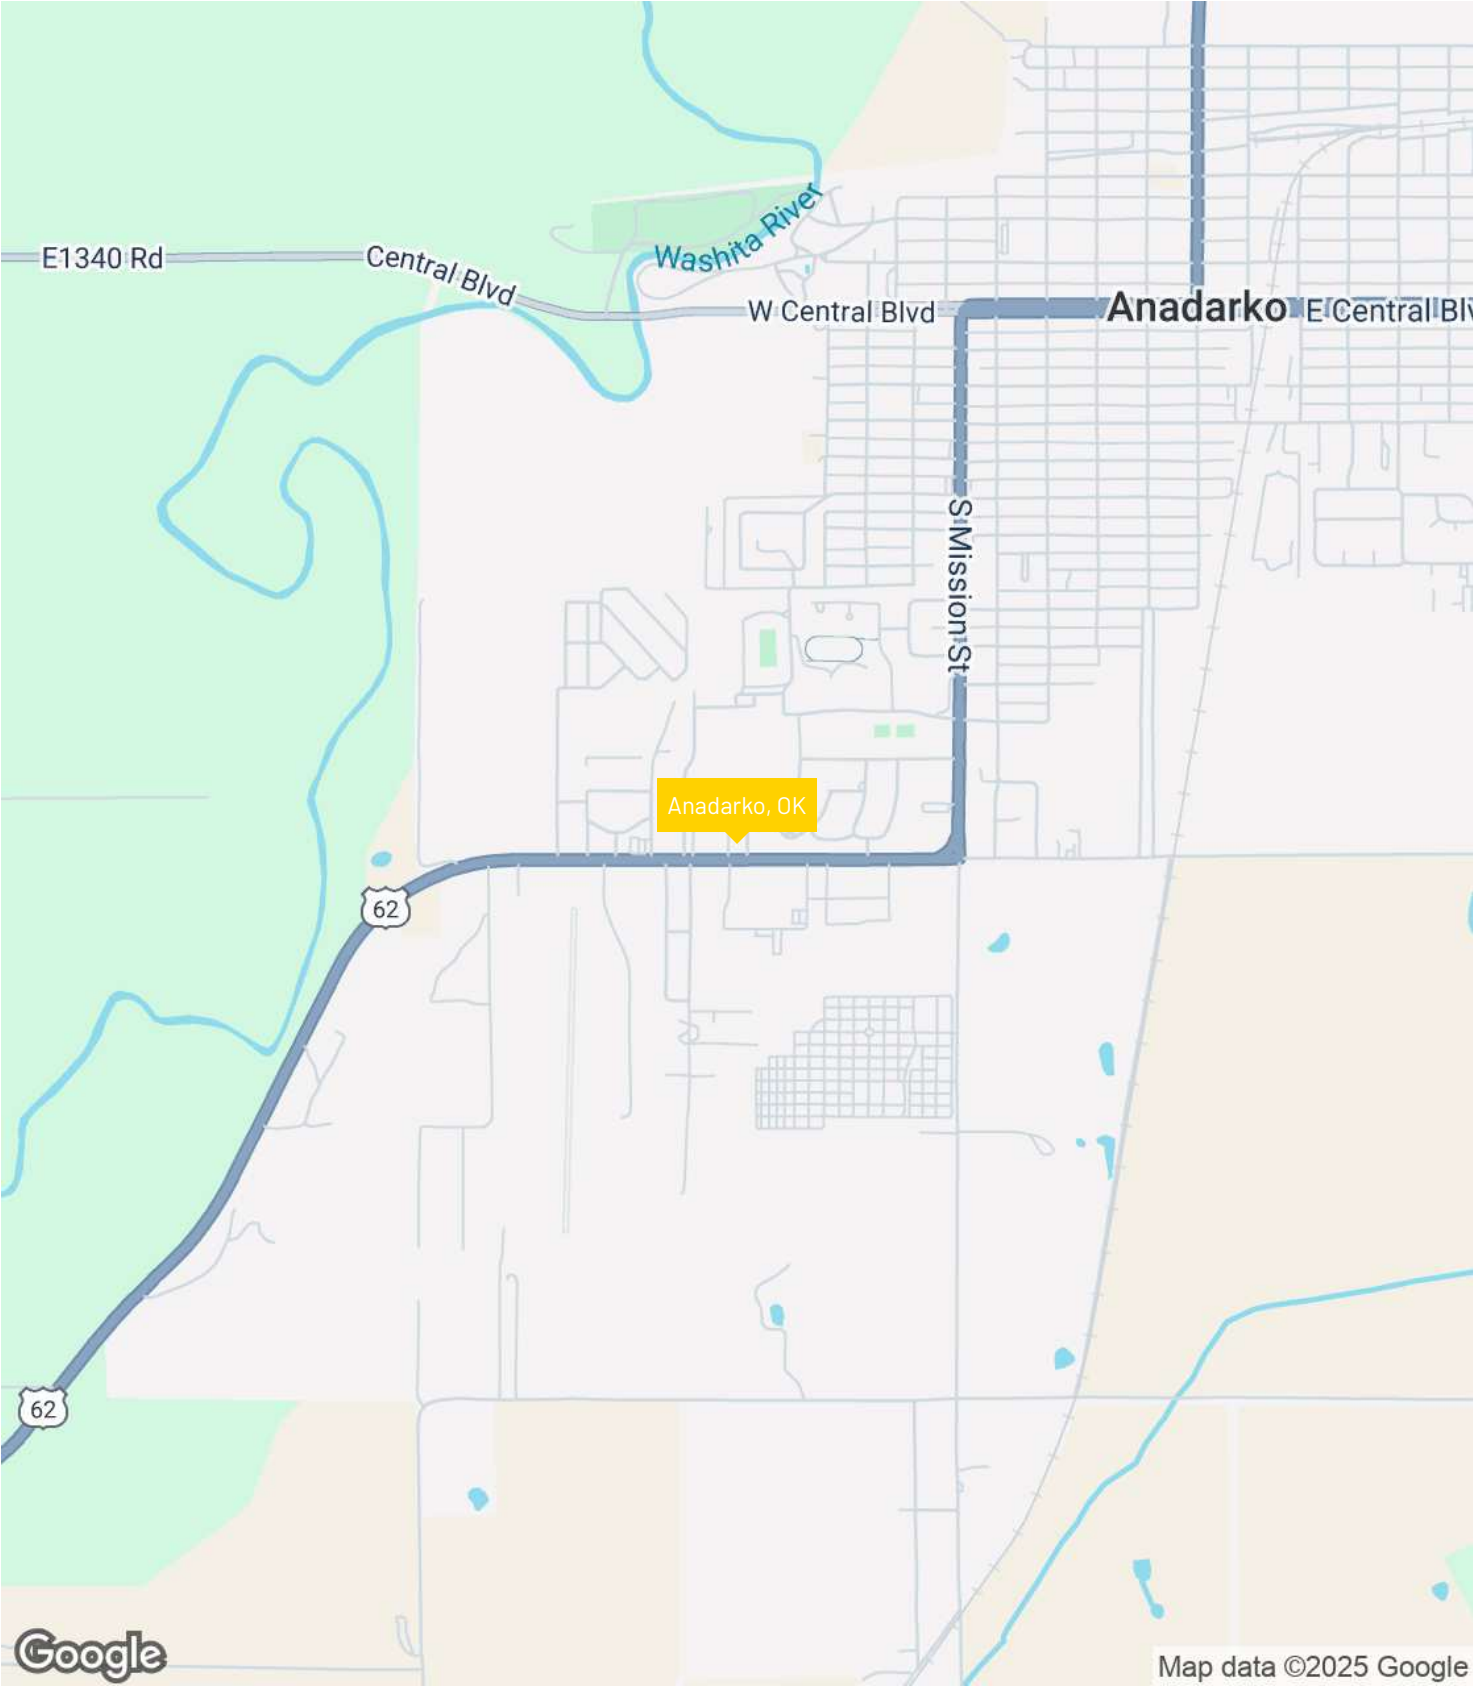 Washita River
E1340 Rd
Central Blvd
W Central Blvd
Anadarko
E Central Blv
S Mission St
Anadarko, OK
62
62
Google
Map data ©2025 Google